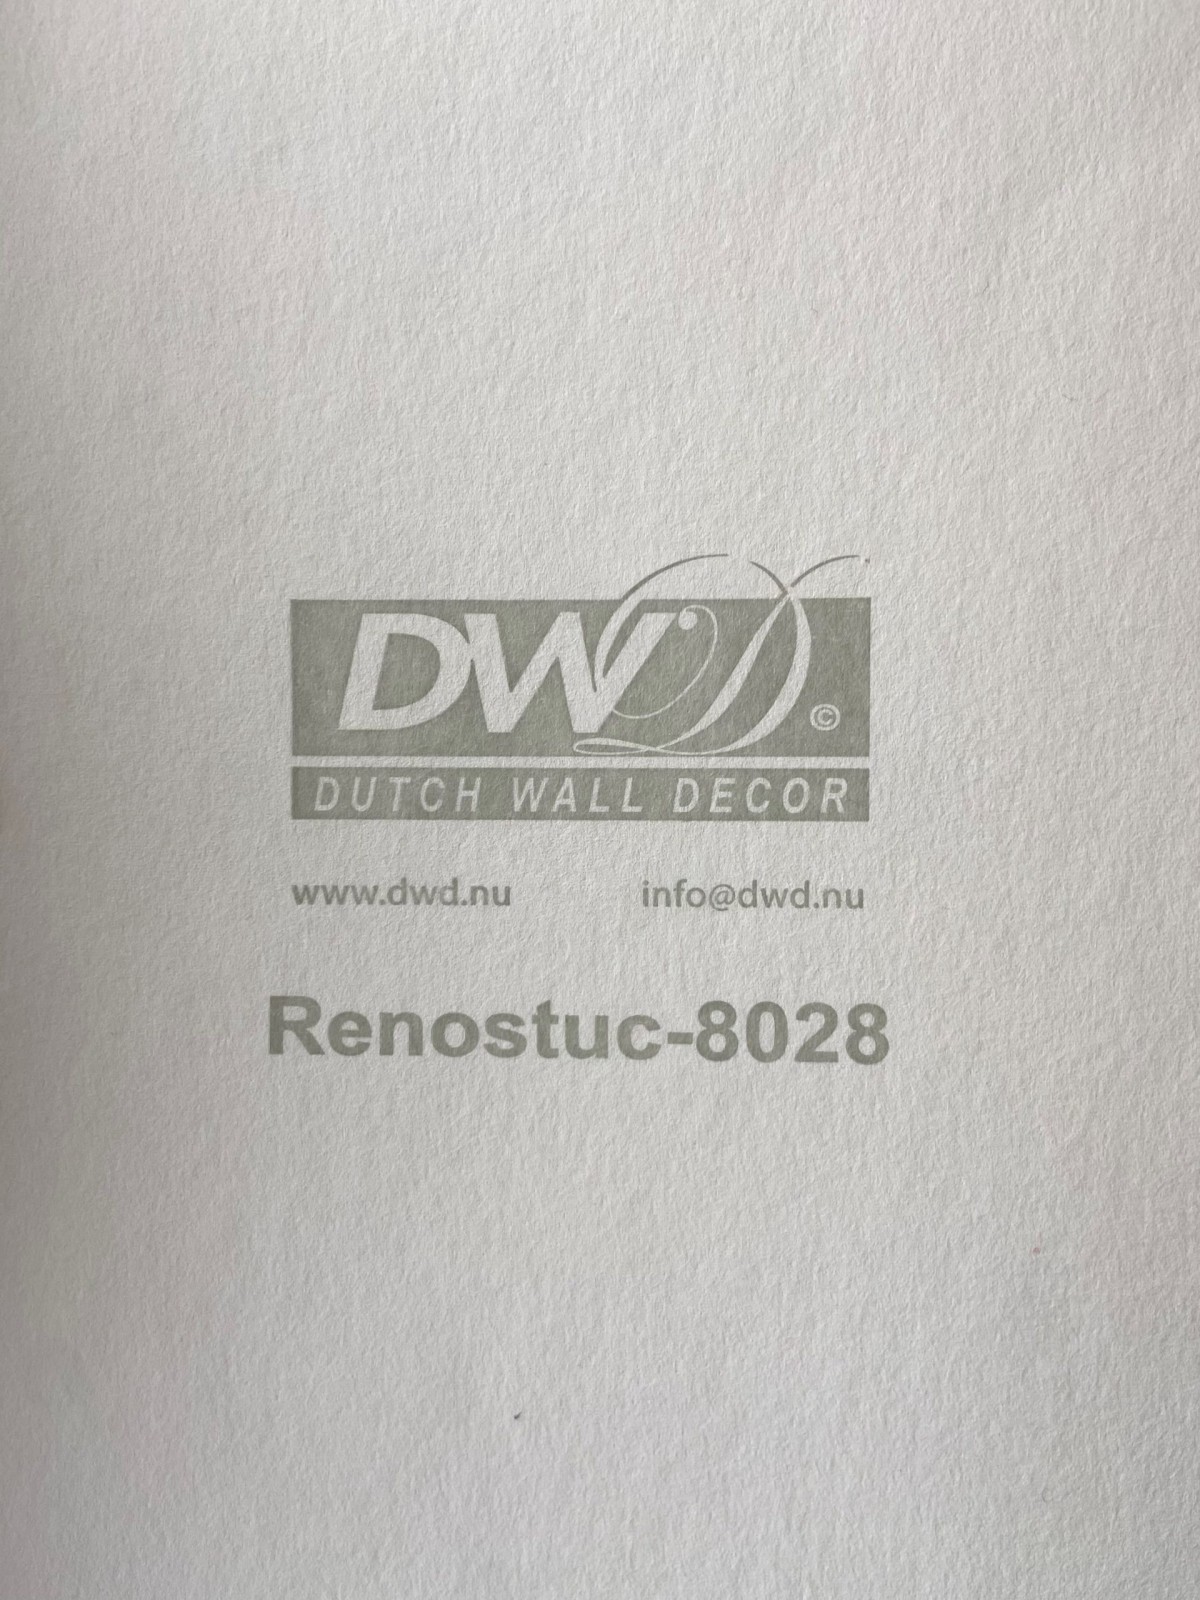 DWD ©
DUTCH WALL DECOR
www.dwd.nu info@dwd.nu
Renostuc-8028